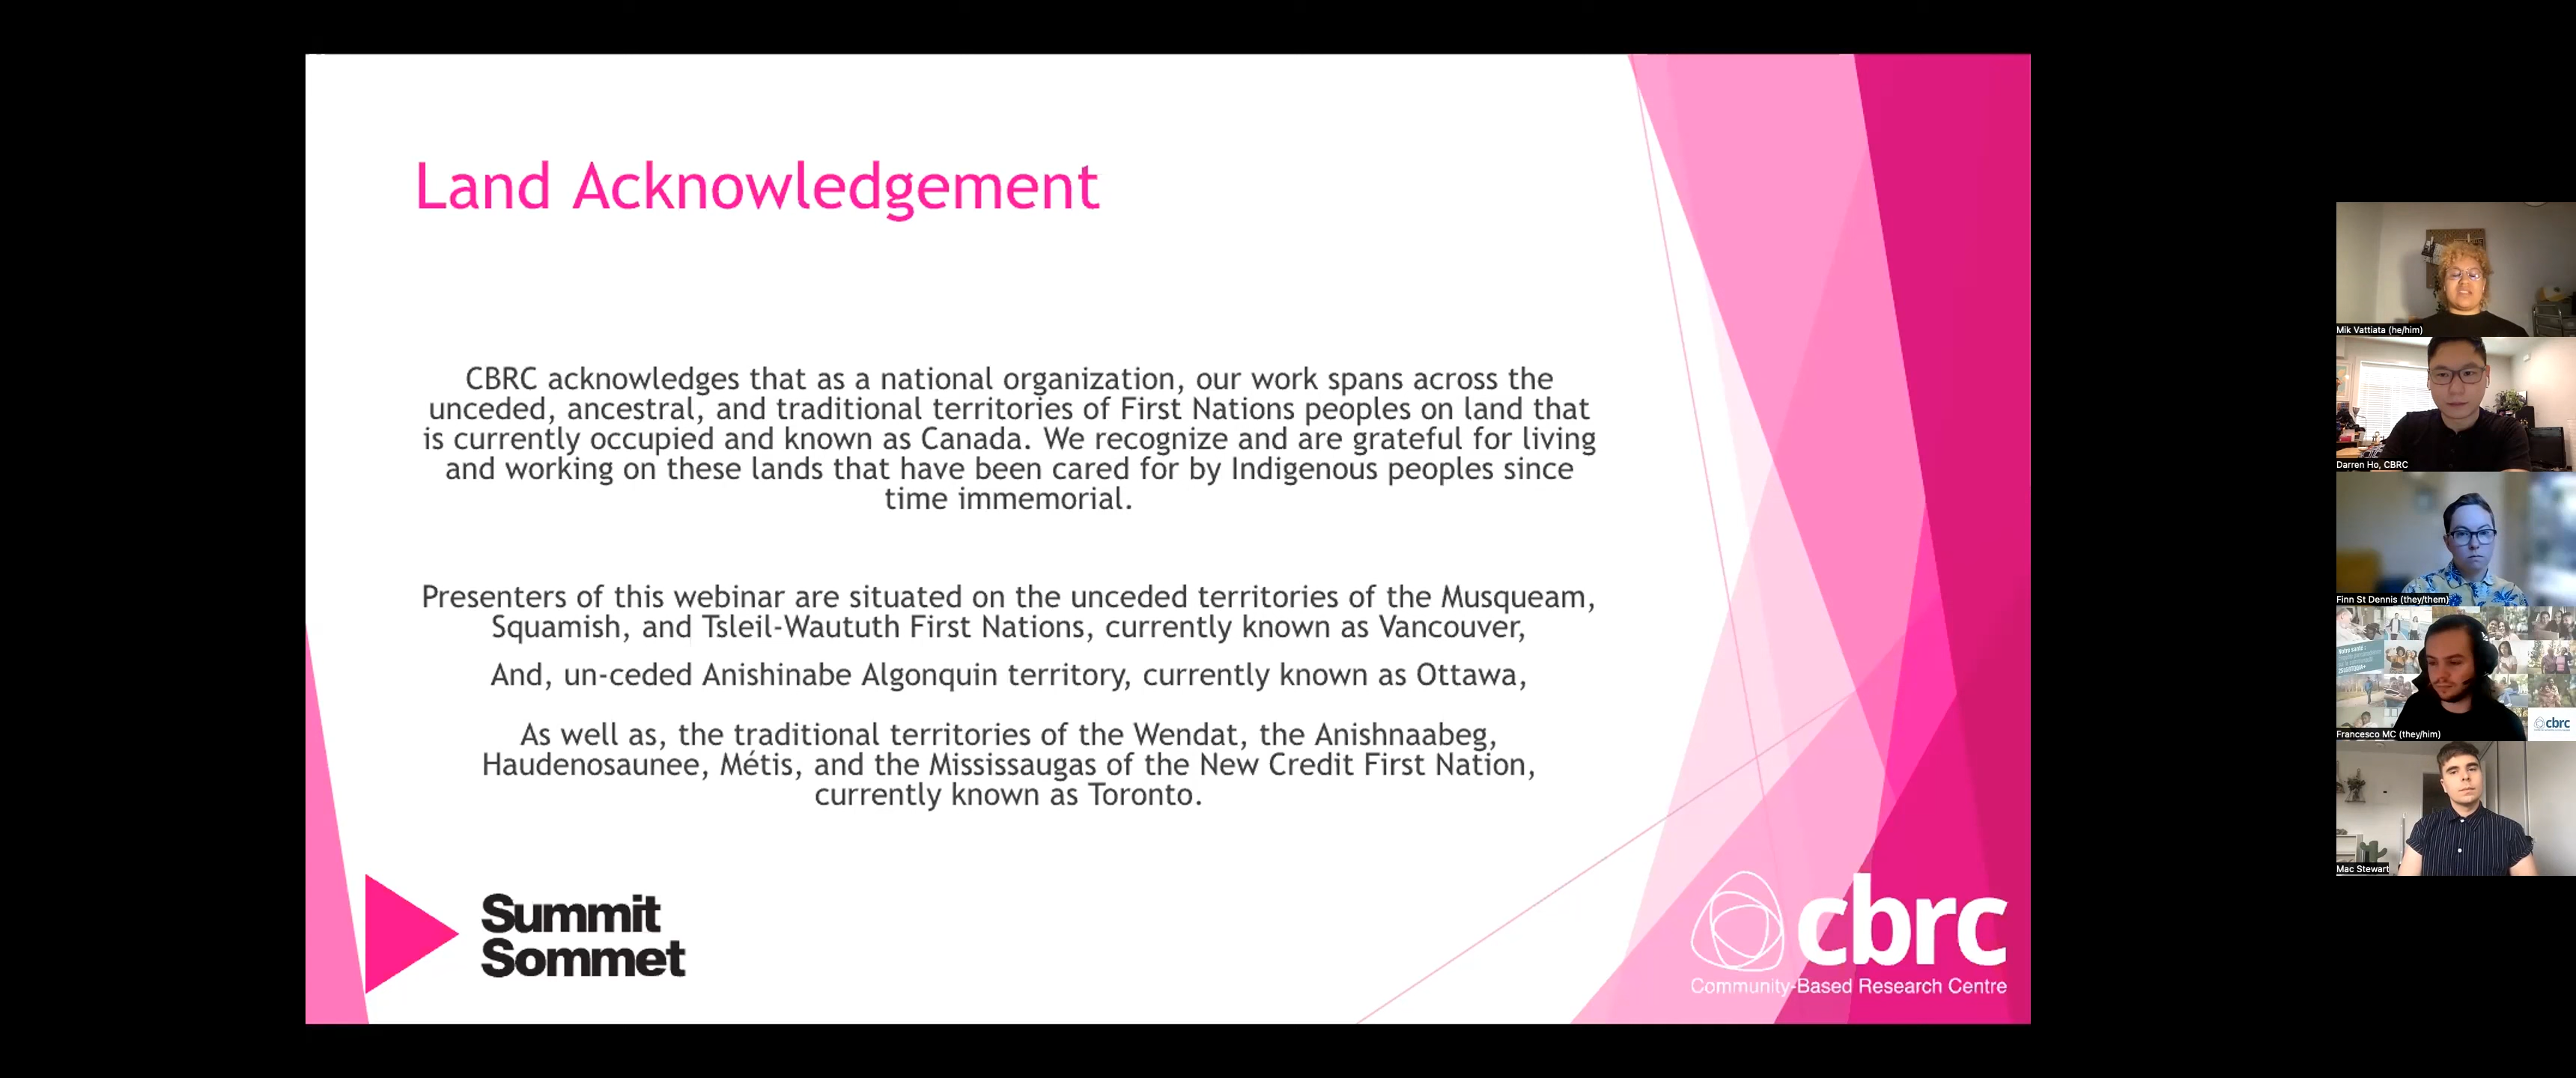 Land Acknowledgement
CBRC acknowledges that as a national organization, our work spans across the
unceded, ancestral, and traditional territories of First Nations peoples on land that
is currently occupied and known as Canada. We recognize and are grateful for living
and working on these lands that have been cared for by Indigenous peoples since
time immemorial.
Presenters of this webinar are situated on the unceded territories of the Musqueam,
Squamish, and Tsleil-Waututh First Nations, currently known as Vancouver,
And, un-ceded Anishinabe Algonquin territory, currently known as Ottawa,
As well as, the traditional territories of the Wendat, the Anishnaabeg,
Haudenosaunee, Métis, and the Mississaugas of the New Credit First Nation,
currently known as Toronto.
Summit
Sommet
cbrc
Community-Based Research Centre
Mik Vattiata (he/him)
Darren Ho, CBRC
Finn St Dennis (they/them)
Notre santé :
cbrc
Francesco MC (they/him)
Mac Stewart